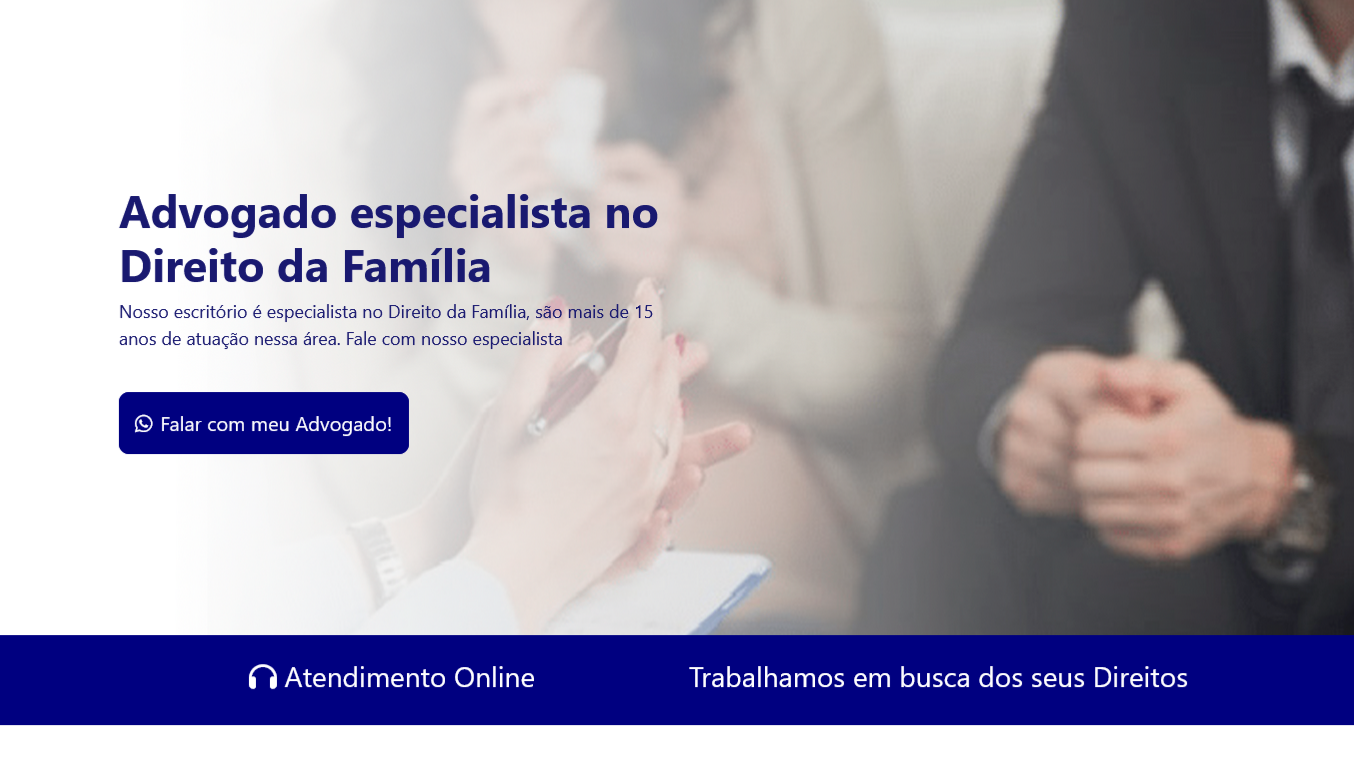 Advogado especialista no
Direito da Família
Nosso escritório é especialista no Direito da Família, são mais de 15
anos de atuação nessa área. Fale com nosso especialista
Falar com meu Advogado!
Atendimento Online
Trabalhamos em busca dos seus Direitos